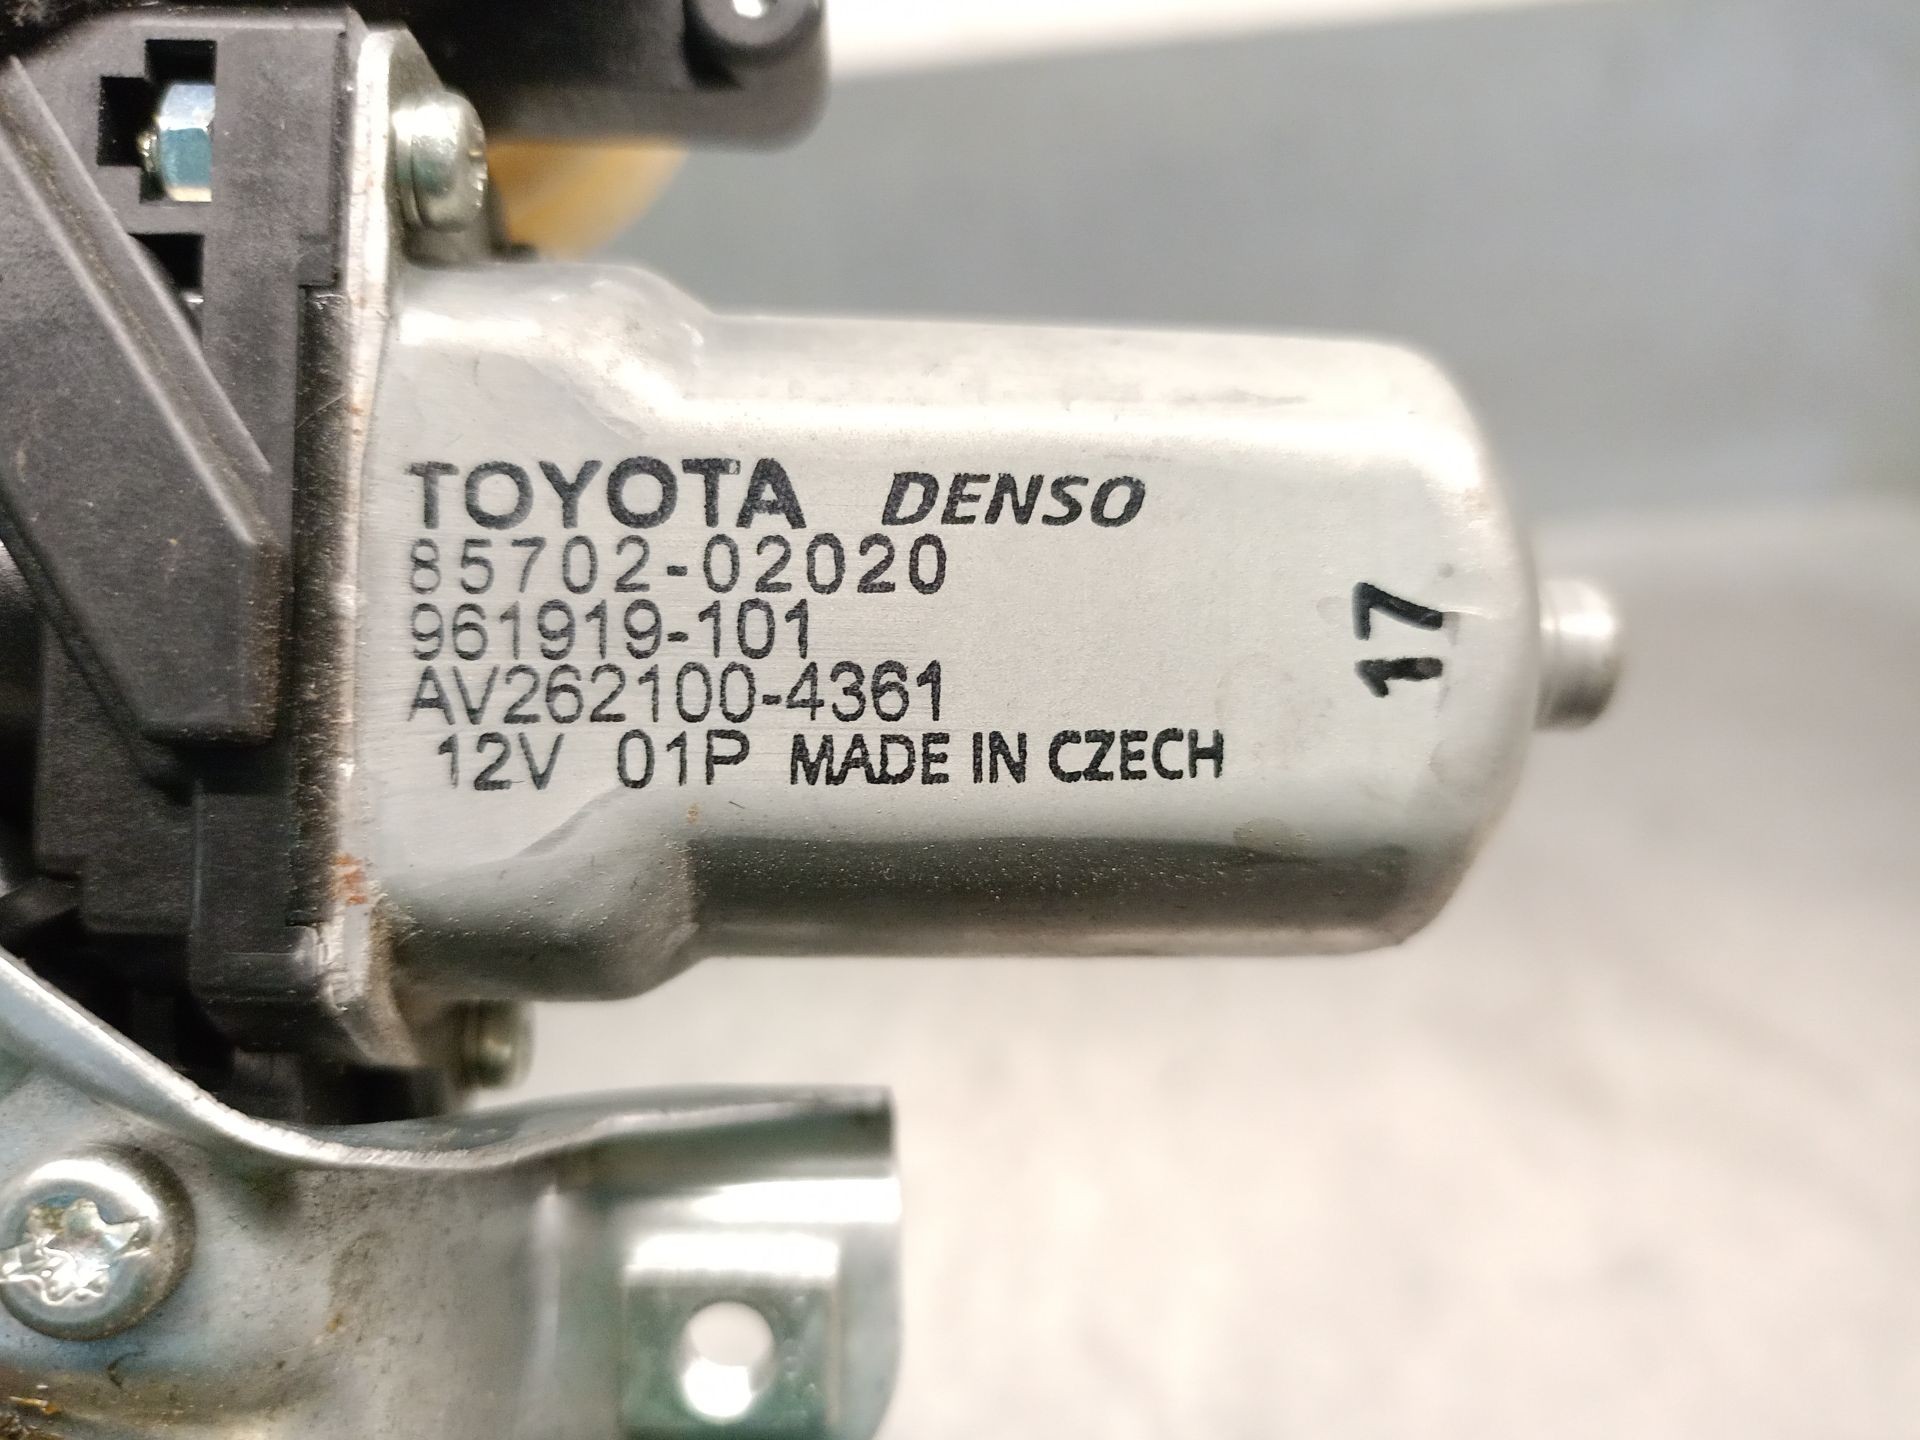 TOYOTA DENSO
85702-02020
961919-101
AV262100-4361
12V 01P MADE IN CZECH
17